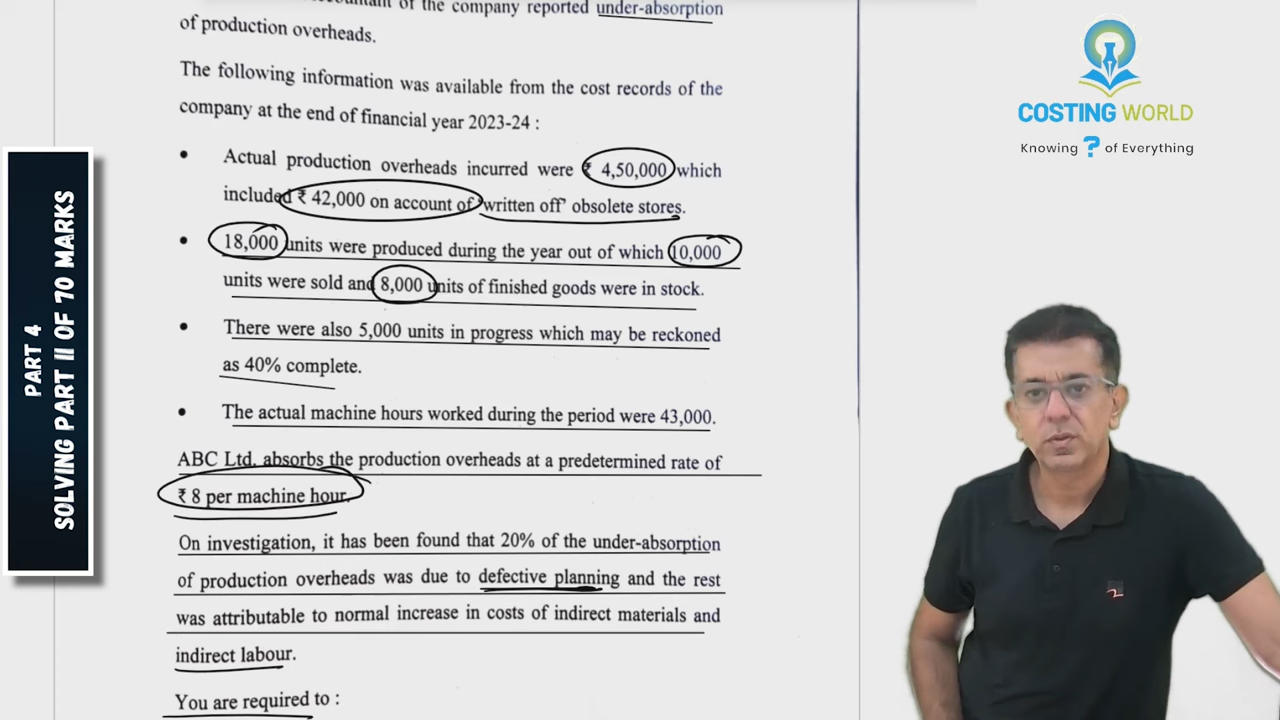 of the company reported under-absorption
of production overheads.
The following information was available from the cost records of the
company at the end of financial year 2023-24 :
• Actual production overheads incurred were ₹ 4,50,000 which
included ₹ 42,000 on account of 'written off' obsolete stores.
• 18,000 units were produced during the year out of which 10,000
units were sold and 8,000 units of finished goods were in stock.
• There were also 5,000 units in progress which may be reckoned
as 40% complete.
• The actual machine hours worked during the period were 43,000.
ABC Ltd. absorbs the production overheads at a predetermined rate of
₹ 8 per machine hour.
On investigation, it has been found that 20% of the under-absorption
of production overheads was due to defective planning and the rest
was attributable to normal increase in costs of indirect materials and
indirect labour.
You are required to :
PART 4
SOLVING PART II OF 70 MARKS
COSTING WORLD
Knowing ? of Everything